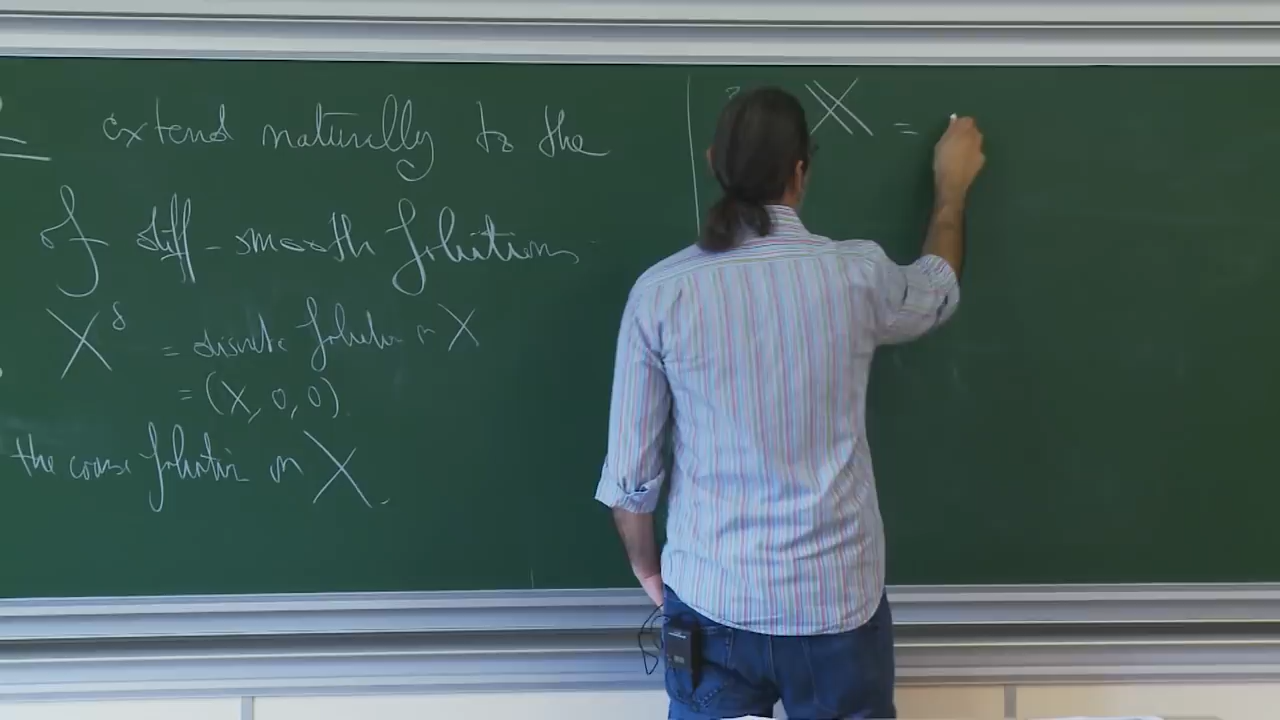 extend naturally to the
of diff-smooth foliations
X^δ = discrete foliation on X
= (X, 0, 0).
the coarse foliation on X.
𝕏 =